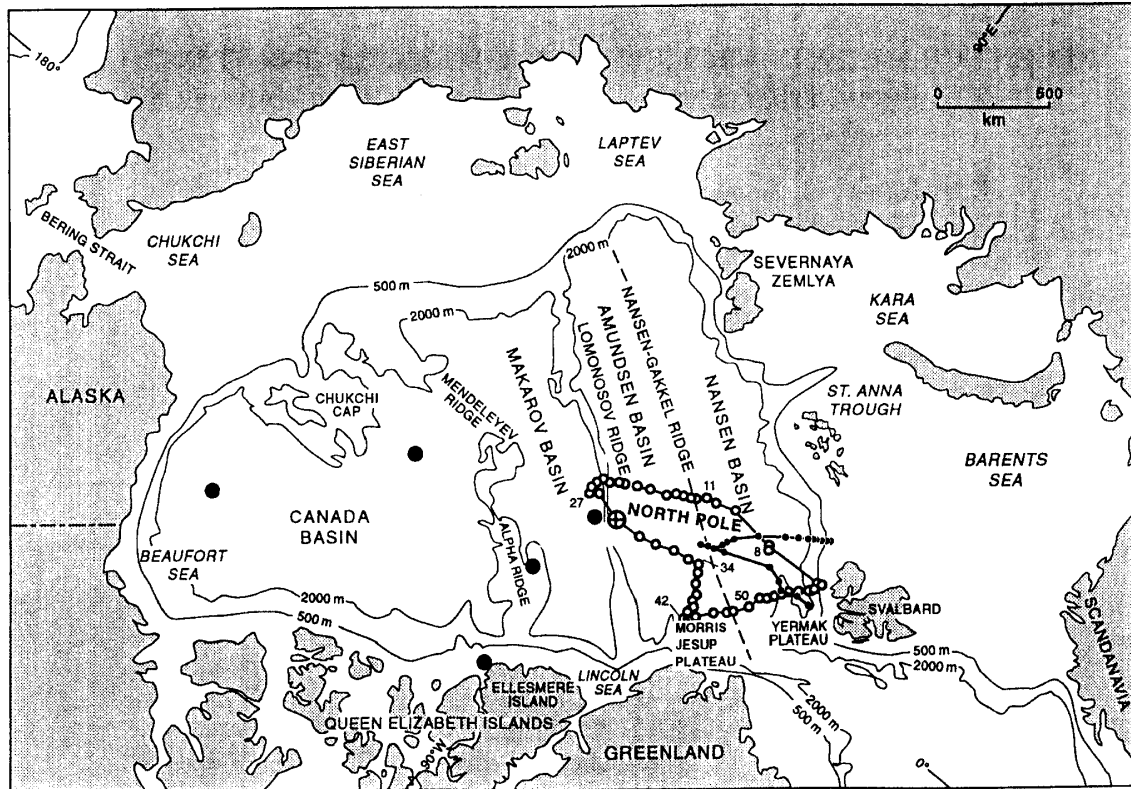 180°
90°E
0 500
km
EAST
SIBERIAN
SEA
LAPTEV
SEA
BERING STRAIT
CHUKCHI
SEA
2000 m
500 m
2000 m
SEVERNAYA
ZEMLYA
KARA
SEA
ALASKA
CHUKCHI
CAP
MENDELEYEV
RIDGE
MAKAROV BASIN
LOMONOSOV RIDGE
AMUNDSEN BASIN
NANSEN-GAKKEL RIDGE
NANSEN BASIN
ST. ANNA
TROUGH
BARENTS
SEA
11
27
NORTH POLE
CANADA
BASIN
ALPHA RIDGE
BEAUFORT
SEA
8
34
50
42
2000 m
500 m
MORRIS
JESUP
PLATEAU
YERMAK
PLATEAU
SVALBARD
500 m
2000 m
SCANDANAVIA
LINCOLN
SEA
ELLESMERE
ISLAND
QUEEN ELIZABETH ISLANDS
90°W
GREENLAND
2000 m
500 m
0°